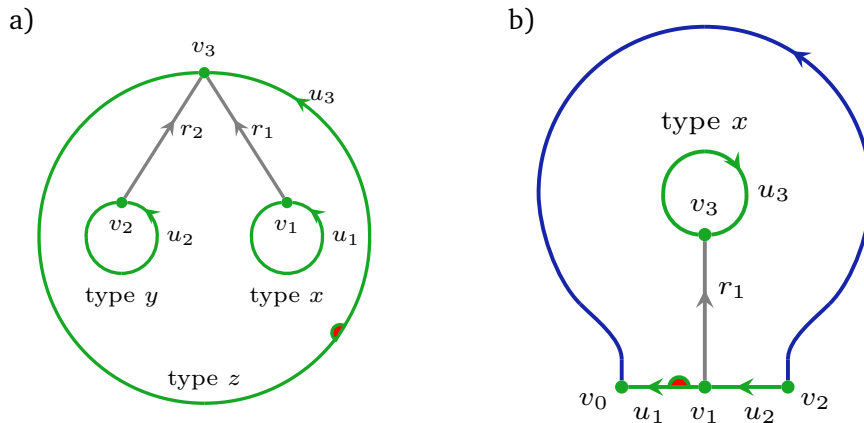 a)
v₃
u₃
r₂ r₁
v₂ v₁
u₂ u₁
type y type x
type z
b)
type x
v₃ u₃
r₁
v₀ v₁ v₂
u₁ u₂